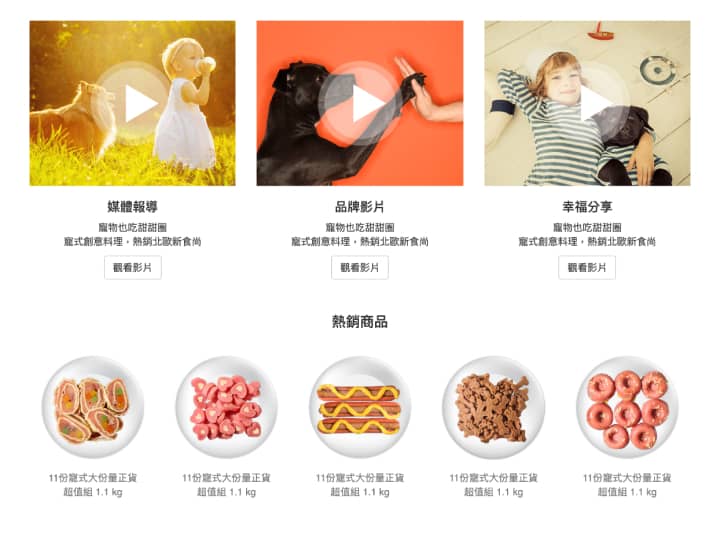 媒體報導
寵物也吃甜甜圈
寵式創意料理，熱銷北歐新食尚
觀看影片
品牌影片
寵物也吃甜甜圈
寵式創意料理，熱銷北歐新食尚
觀看影片
幸福分享
寵物也吃甜甜圈
寵式創意料理，熱銷北歐新食尚
觀看影片
熱銷商品
11份寵式大份量正貨
超值組 1.1 kg
11份寵式大份量正貨
超值組 1.1 kg
11份寵式大份量正貨
超值組 1.1 kg
11份寵式大份量正貨
超值組 1.1 kg
11份寵式大份量正貨
超值組 1.1 kg